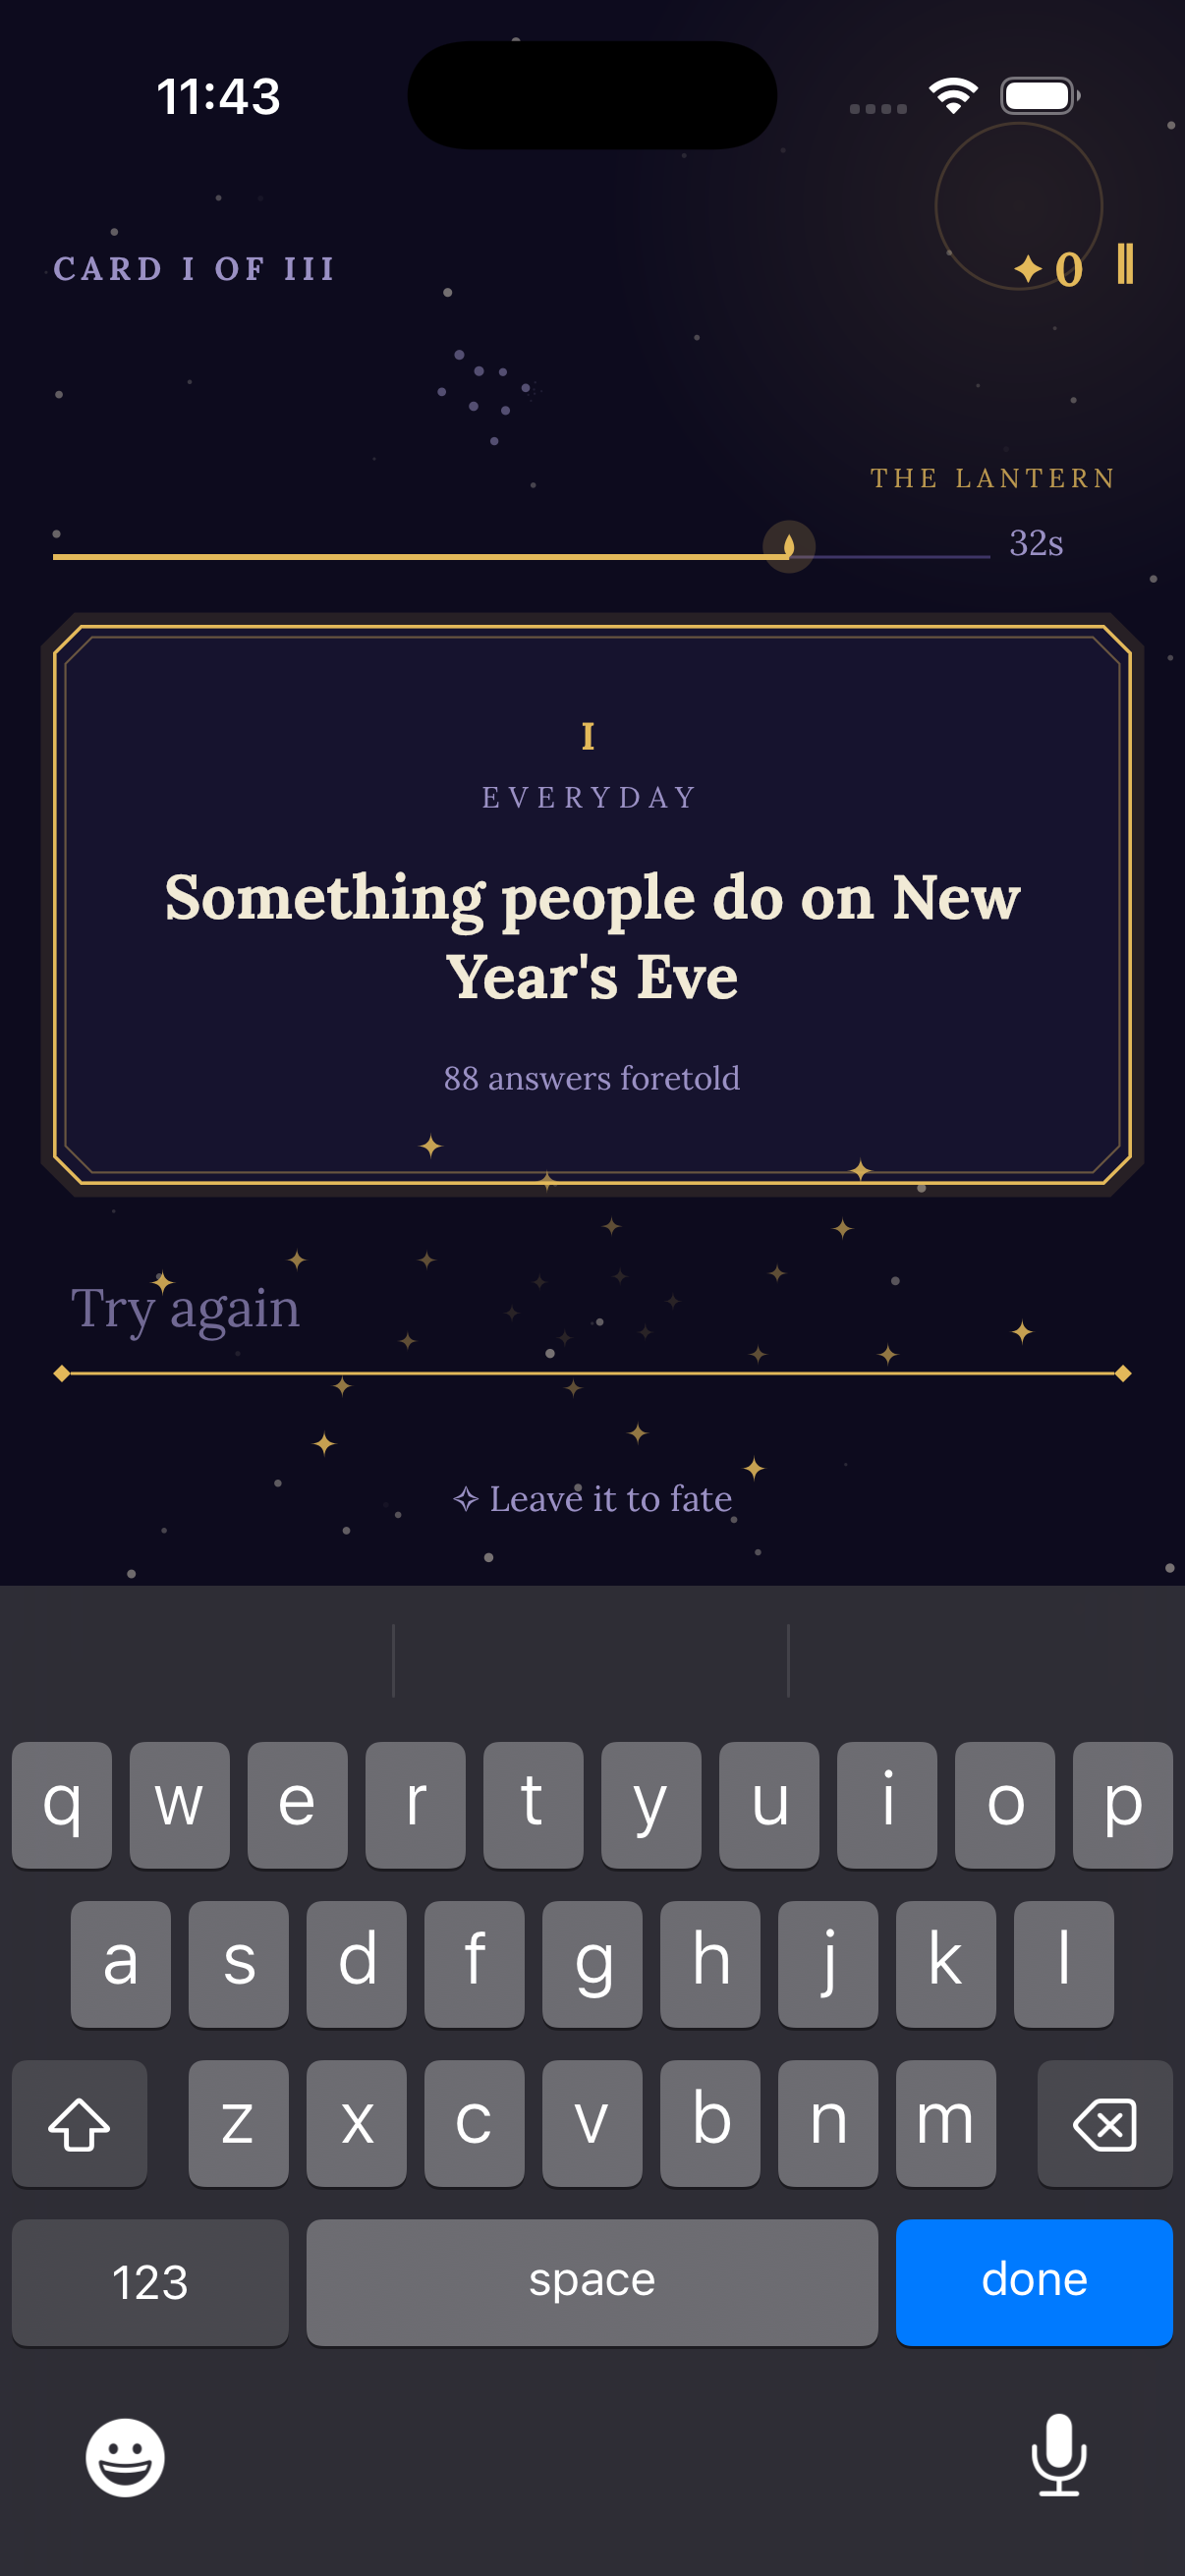 11:43
CARD I OF III
0
THE LANTERN
32s
I
EVERYDAY
Something people do on New
Year's Eve
88 answers foretold
Try again
Leave it to fate
q w e r t y u i o p
a s d f g h j k l
z x c v b n m
123 space done